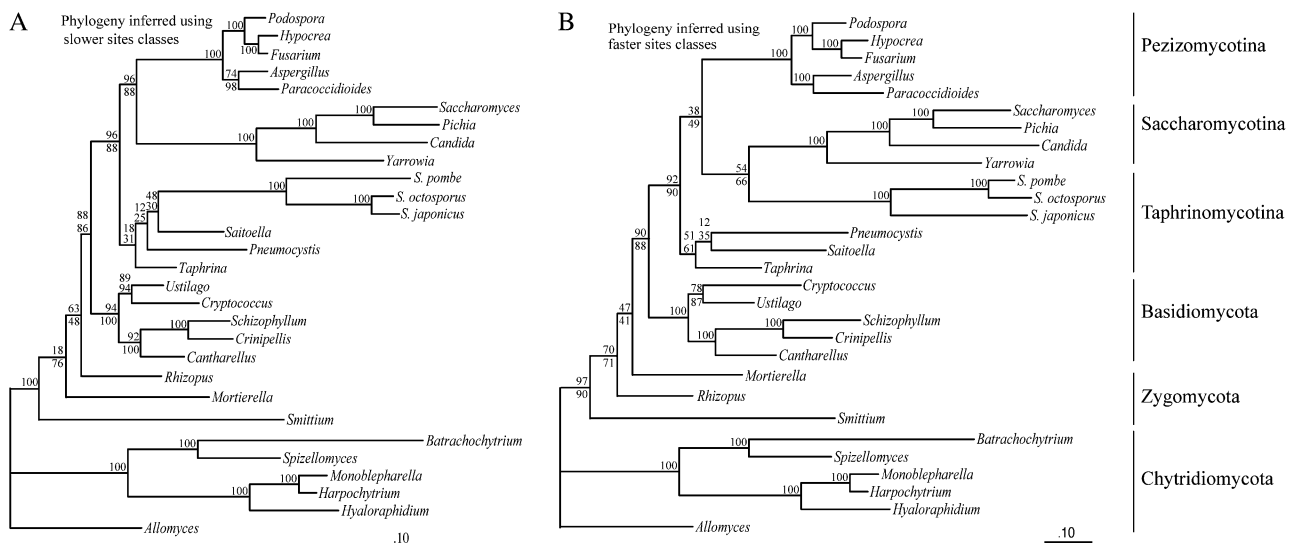 A
Phylogeny inferred using
slower sites classes
100
Podospora
100
Hypocrea
100
Fusarium
74
98
Aspergillus
Paracoccidioides
96
88
100
Saccharomyces
100
Pichia
100
Candida
Yarrowia
96
88
100
S. pombe
48
30
100
S. octosporus
S. japonicus
12
25
Saitoella
18
31
Pneumocystis
Taphrina
88
86
89
94
Ustilago
Cryptococcus
94
100
100
Schizophyllum
92
100
Crinipellis
Cantharellus
63
48
Rhizopus
18
76
Mortierella
100
Smittium
100
Batrachochytrium
Spizellomyces
100
100
Monoblepharella
100
Harpochytrium
Hyaloraphidium
Allomyces
.10
B
Phylogeny inferred using
faster sites classes
100
Podospora
100
Hypocrea
100
Fusarium
100
Aspergillus
Paracoccidioides
38
49
100
Saccharomyces
100
Pichia
100
Candida
Yarrowia
54
66
100
S. pombe
100
S. octosporus
S. japonicus
92
90
12
35
Pneumocystis
51
61
Saitoella
Taphrina
90
88
78
87
Cryptococcus
Ustilago
100
100
Schizophyllum
100
Crinipellis
Cantharellus
47
41
Mortierella
70
71
Rhizopus
97
90
Smittium
100
Batrachochytrium
Spizellomyces
100
100
Monoblepharella
100
Harpochytrium
Hyaloraphidium
Allomyces
.10
Pezizomycotina
Saccharomycotina
Taphrinomycotina
Basidiomycota
Zygomycota
Chytridiomycota